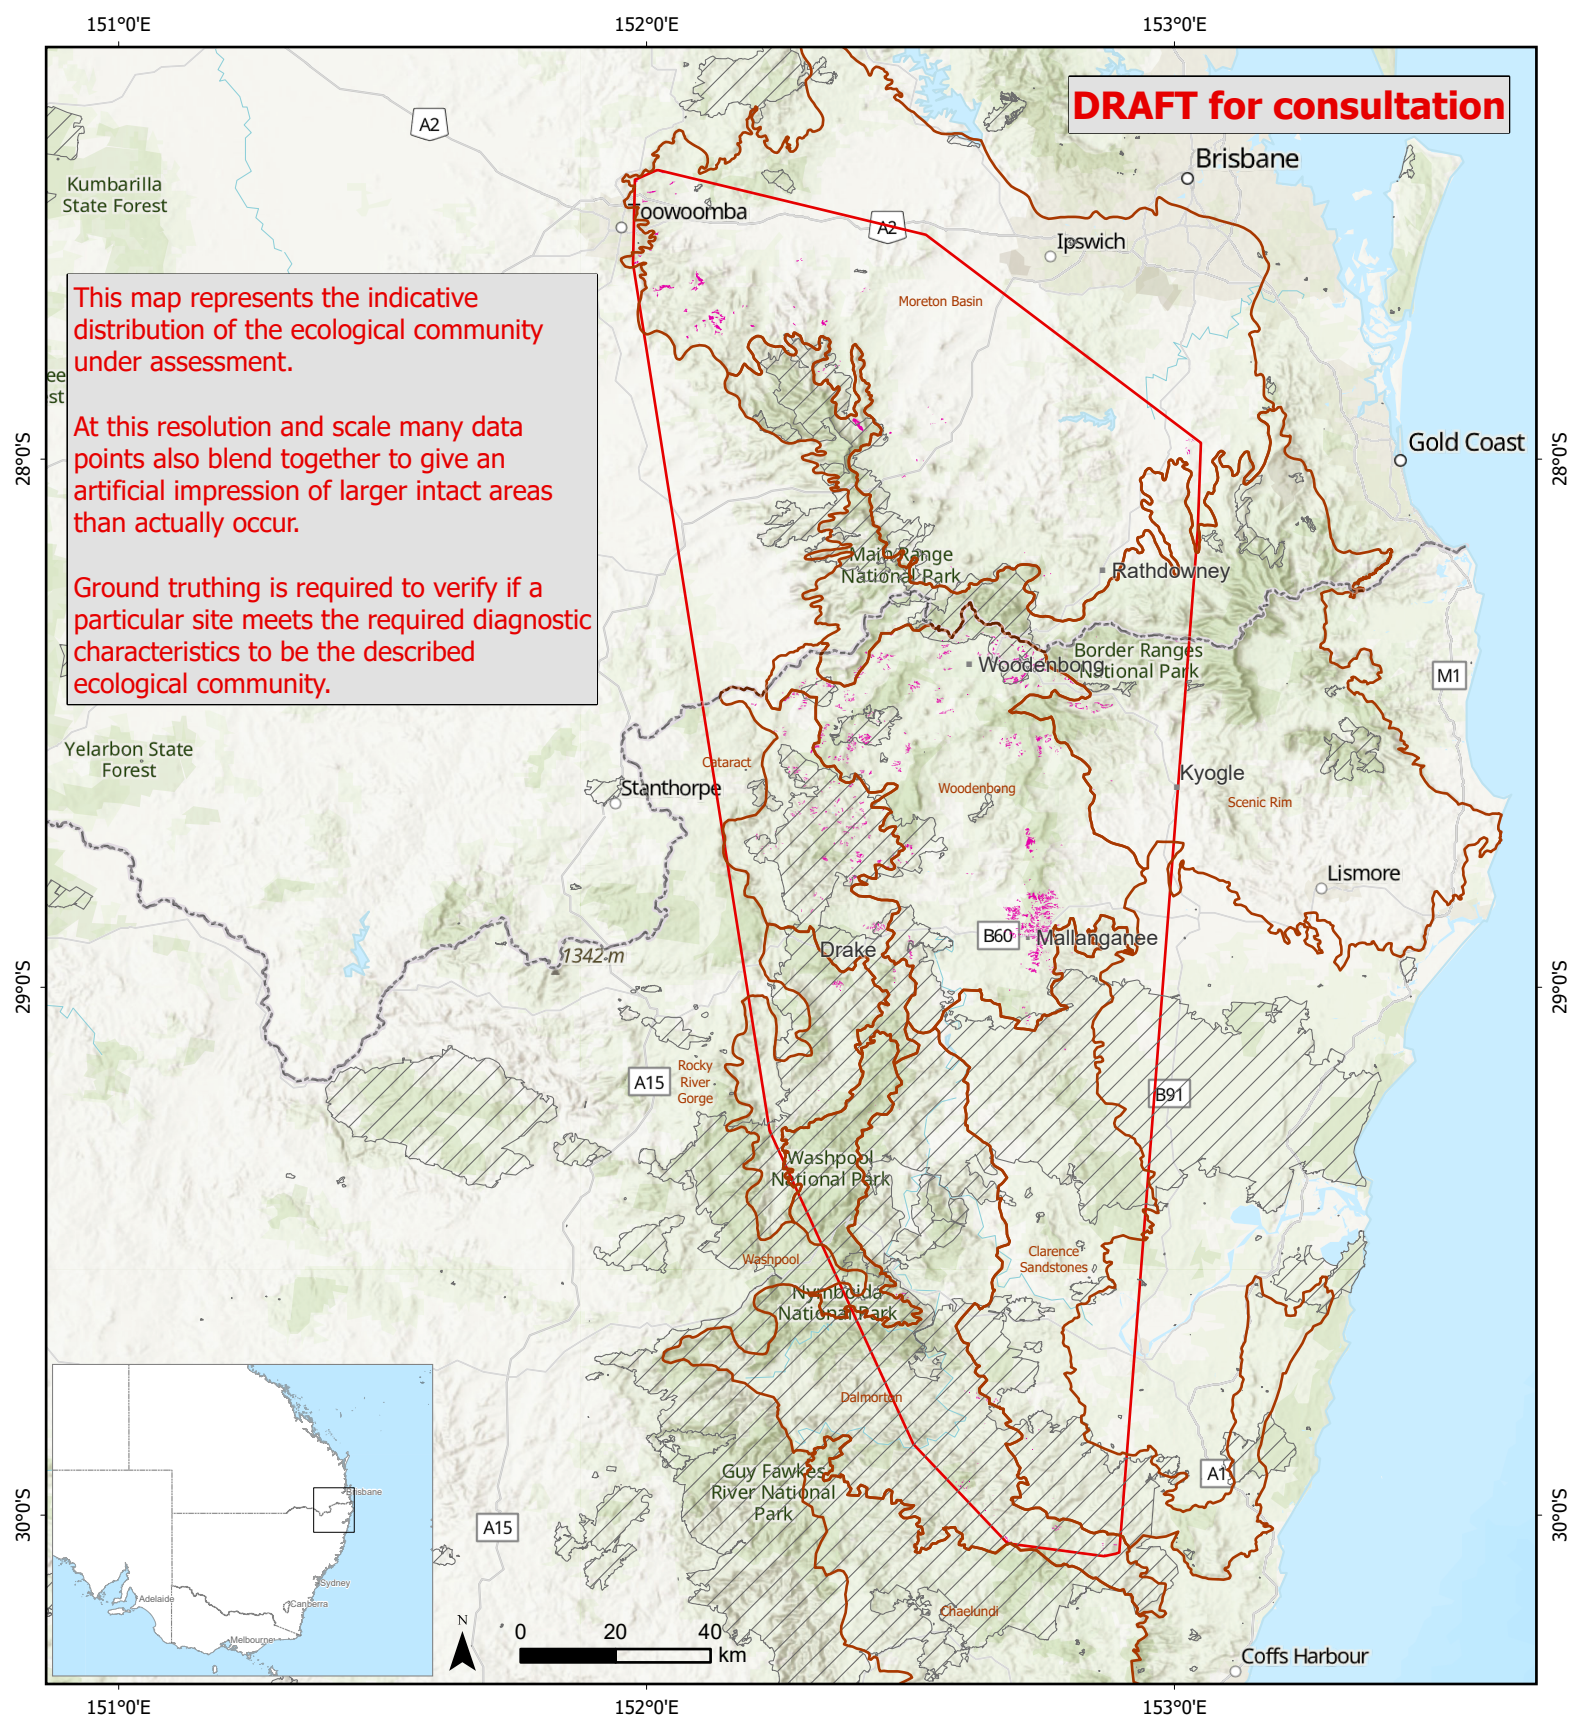 151°0'E
152°0'E
153°0'E
DRAFT for consultation
A2
Brisbane
Kumbarilla
State Forest
Toowoomba
A2
Ipswich
This map represents the indicative
distribution of the ecological community
under assessment.
At this resolution and scale many data
points also blend together to give an
artificial impression of larger intact areas
than actually occur.
Ground truthing is required to verify if a
particular site meets the required diagnostic
characteristics to be the described
ecological community.
Moreton Basin
28°0'S
28°0'S
Gold Coast
Main Range
National Park
Rathdowney
Woodenbong
Border Ranges
National Park
M1
Yelarbon State
Forest
Cataract
Stanthorpe
Woodenbong
Kyogle
Scenic Rim
Lismore
B60
Mallanganee
Drake
1342 m
29°0'S
29°0'S
Rocky
River
Gorge
A15
B91
Washpool
National Park
Washpool
Clarence
Sandstones
Nymboida
National Park
Dalmorton
Guy Fawkes
River National
Park
A1
A15
30°0'S
30°0'S
Chaelundi
Coffs Harbour
Brisbane
Sydney
Adelaide
Canberra
Melbourne
N
0
20
40
km
151°0'E
152°0'E
153°0'E